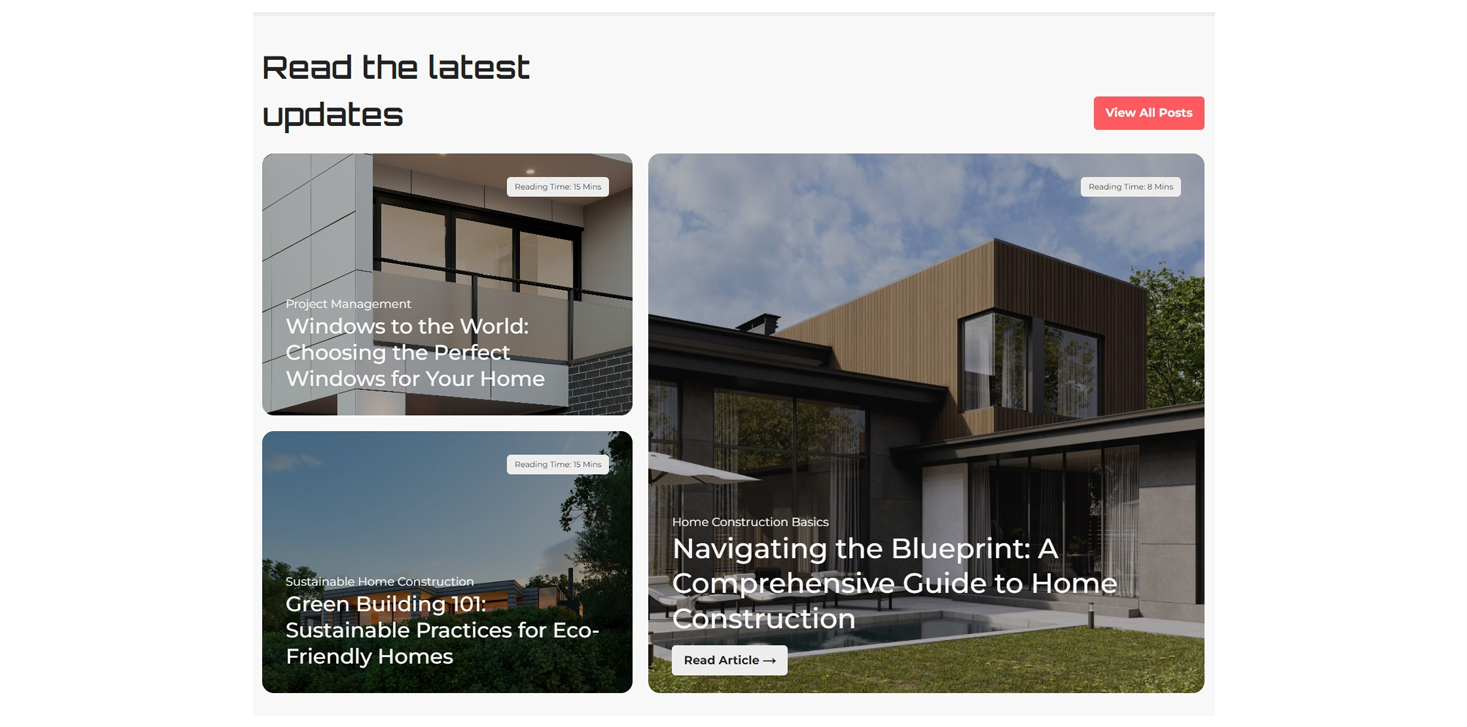 Read the latest
updates
View All Posts
Reading Time: 15 Mins
Project Management
Windows to the World:
Choosing the Perfect
Windows for Your Home
Reading Time: 15 Mins
Sustainable Home Construction
Green Building 101:
Sustainable Practices for Eco-
Friendly Homes
Reading Time: 8 Mins
Home Construction Basics
Navigating the Blueprint: A
Comprehensive Guide to Home
Construction
Read Article →